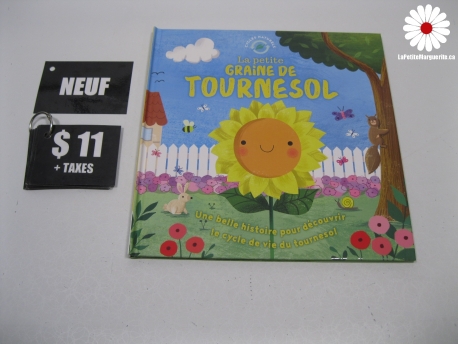 NEUF
$ 11
+ TAXES
La petite
GRAINE DE
TOURNESOL
Une belle histoire pour découvrir
le cycle de vie du tournesol
LaPetiteMarguerite.ca